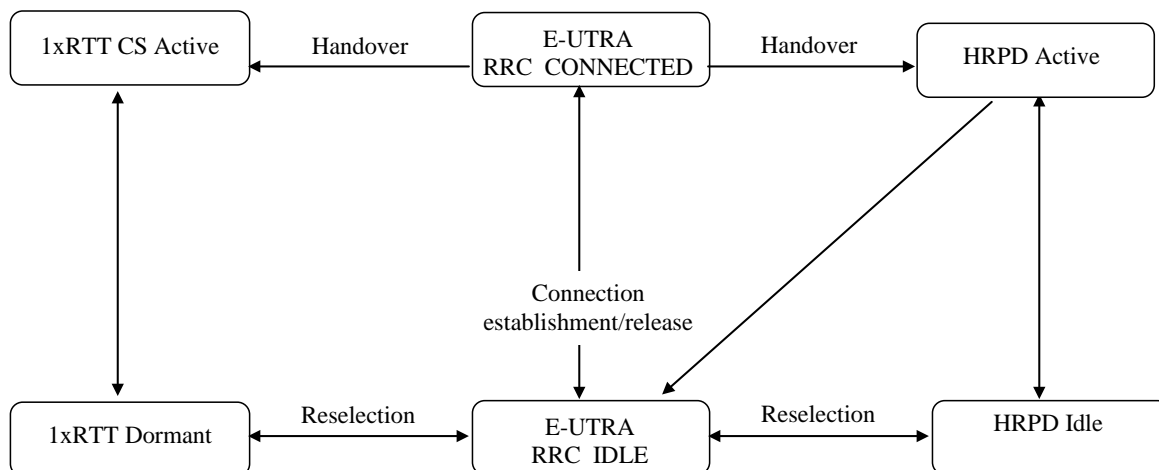 1xRTT CS Active
Handover
E-UTRA
RRC CONNECTED
Handover
HRPD Active
Connection
establishment/release
1xRTT Dormant
Reselection
E-UTRA
RRC IDLE
Reselection
HRPD Idle